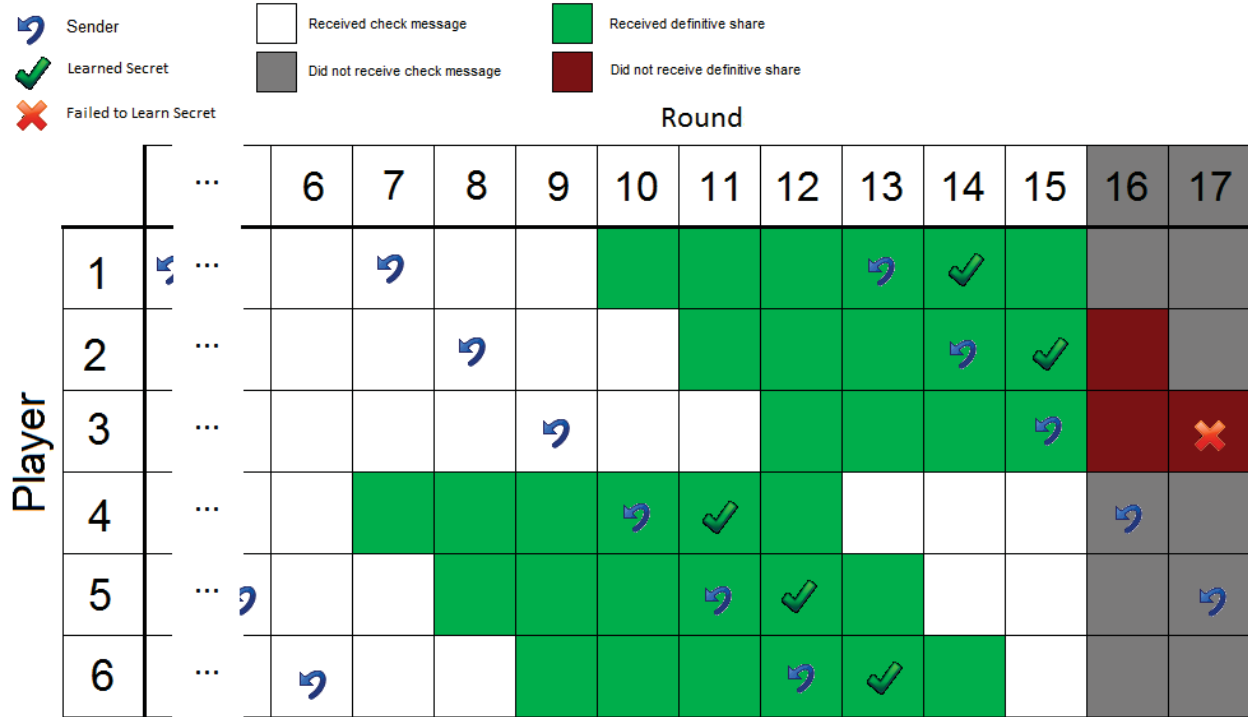 Sender
Received check message
Received definitive share
Learned Secret
Did not receive check message
Did not receive definitive share
Failed to Learn Secret
Round
... 6 7 8 9 10 11 12 13 14 15 16 17
Player
1 ...
2 ...
3 ...
4 ...
5 ...
6 ...